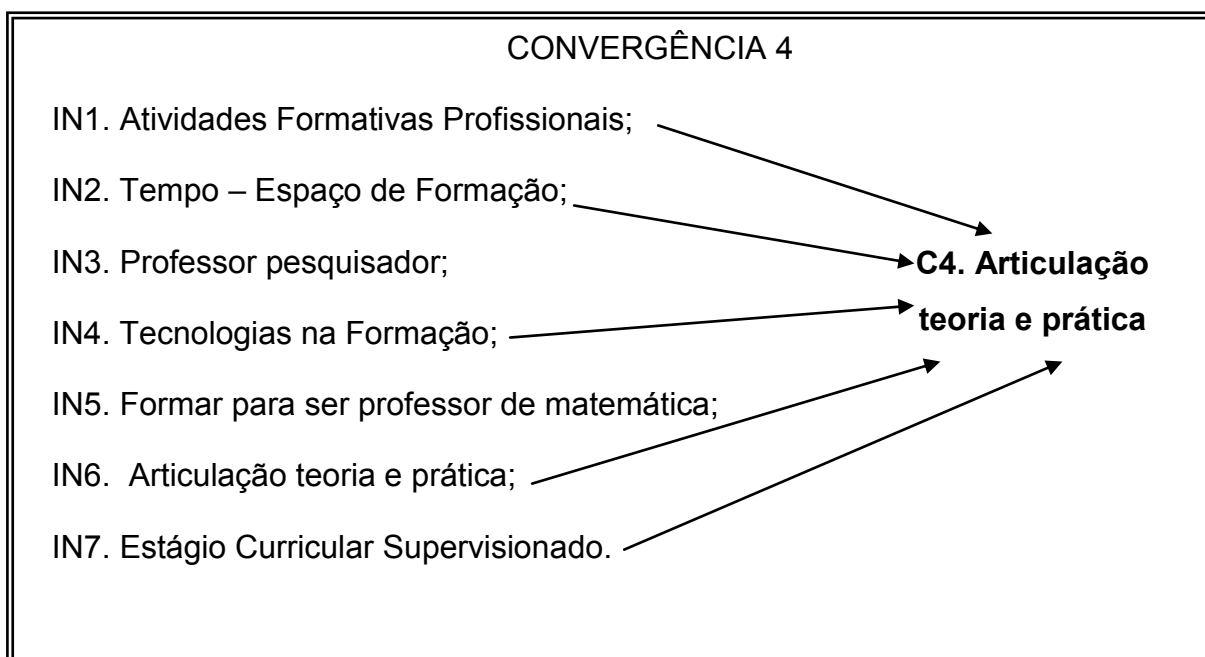 CONVERGÊNCIA 4
IN1. Atividades Formativas Profissionais;
IN2. Tempo – Espaço de Formação;
IN3. Professor pesquisador;
IN4. Tecnologias na Formação;
IN5. Formar para ser professor de matemática;
IN6. Articulação teoria e prática;
IN7. Estágio Curricular Supervisionado.
C4. Articulação
teoria e prática